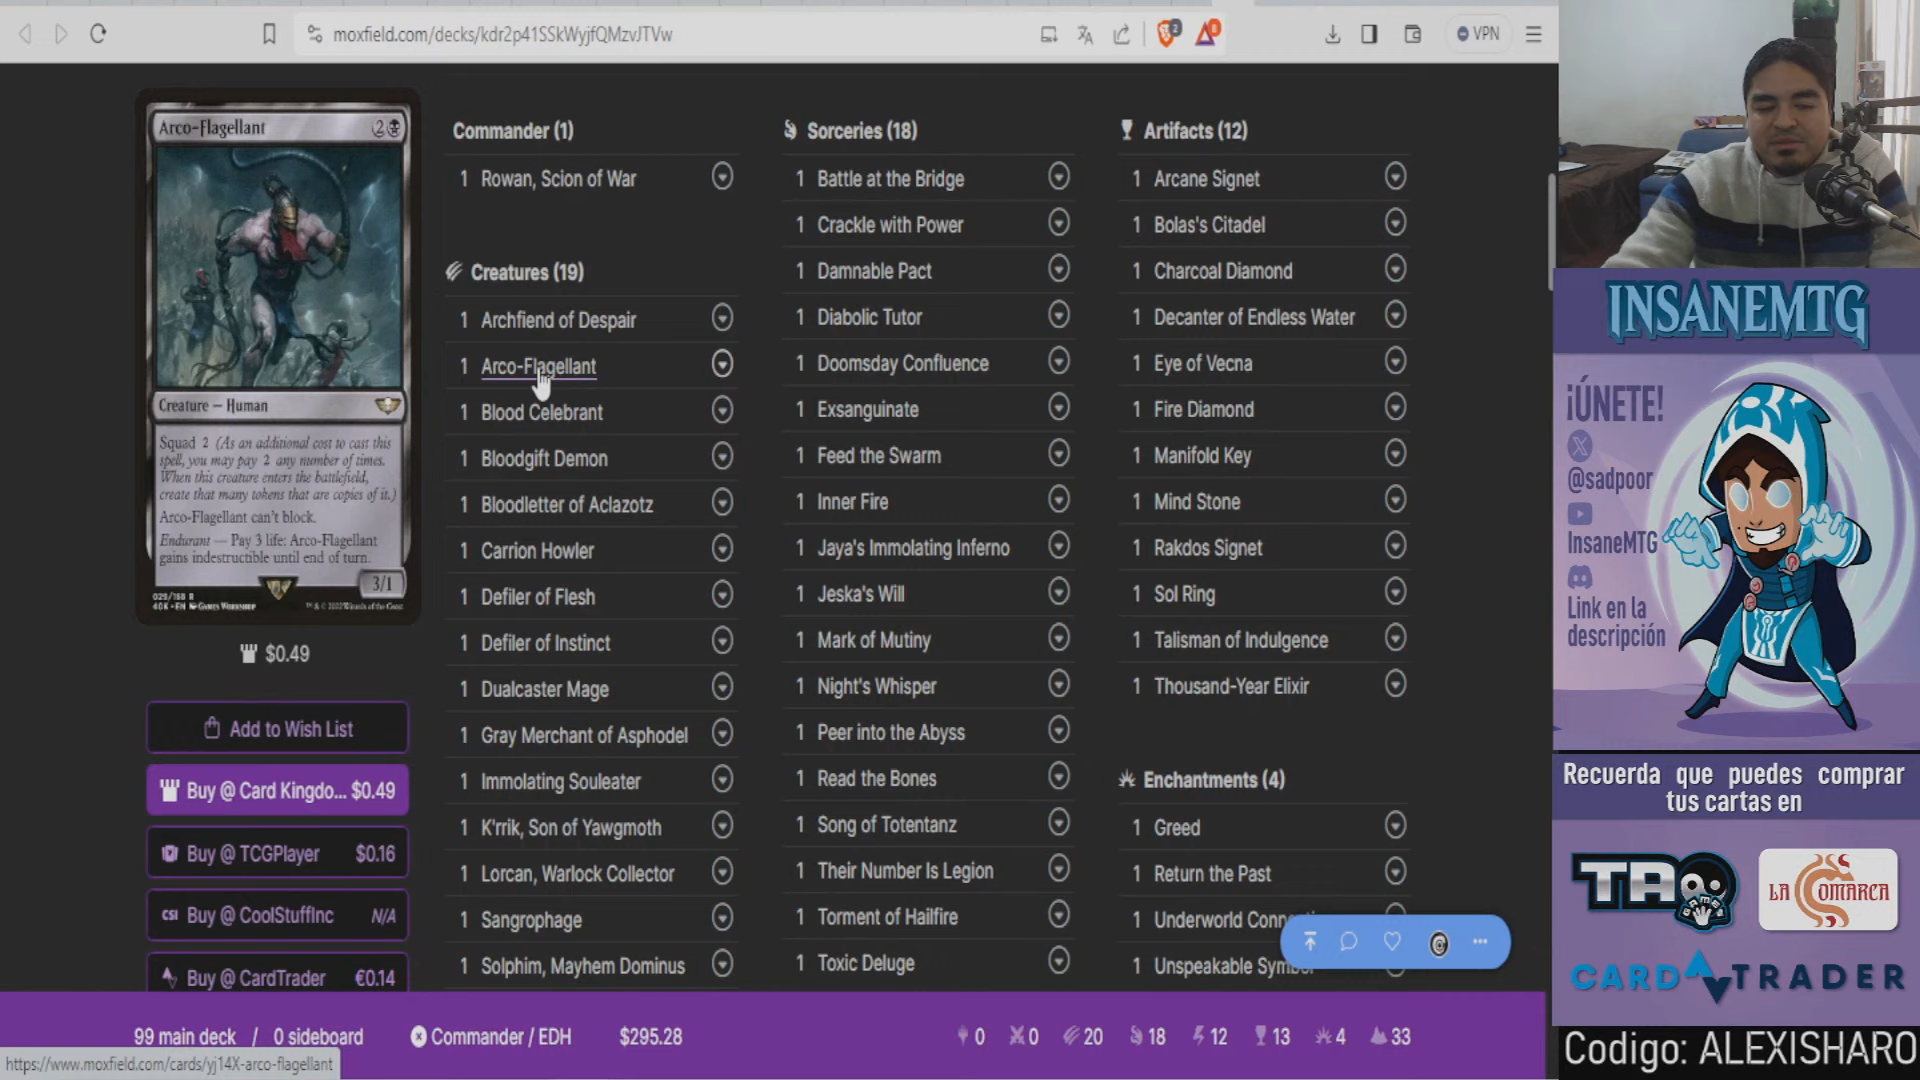 moxfield.com/decks/kdr2p41SSkWyjfQMzvJTVw
2
8
VPN
Arco-Flagellant
2
Creature — Human
Squad 2 (As an additional cost to cast this
spell, you may pay 2 any number of times.
When this creature enters the battlefield,
create that many tokens that are copies of it.)
Arco-Flagellant can't block.
Endurant — Pay 3 life: Arco-Flagellant
gains indestructible until end of turn.
3/1
$0.49
Add to Wish List
Buy @ Card Kingdo... $0.49
Buy @ TCGPlayer $0.16
CSI Buy @ CoolStuffInc N/A
Buy @ CardTrader €0.14
Commander (1)
1 Rowan, Scion of War
Creatures (19)
1 Archfiend of Despair
1 Arco-Flagellant
1 Blood Celebrant
1 Bloodgift Demon
1 Bloodletter of Aclazotz
1 Carrion Howler
1 Defiler of Flesh
1 Defiler of Instinct
1 Dualcaster Mage
1 Gray Merchant of Asphodel
1 Immolating Souleater
1 K'rrik, Son of Yawgmoth
1 Lorcan, Warlock Collector
1 Sangrophage
1 Solphim, Mayhem Dominus
Sorceries (18)
1 Battle at the Bridge
1 Crackle with Power
1 Damnable Pact
1 Diabolic Tutor
1 Doomsday Confluence
1 Exsanguinate
1 Feed the Swarm
1 Inner Fire
1 Jaya's Immolating Inferno
1 Jeska's Will
1 Mark of Mutiny
1 Night's Whisper
1 Peer into the Abyss
1 Read the Bones
1 Song of Totentanz
1 Their Number Is Legion
1 Torment of Hailfire
1 Toxic Deluge
Artifacts (12)
1 Arcane Signet
1 Bolas's Citadel
1 Charcoal Diamond
1 Decanter of Endless Water
1 Eye of Vecna
1 Fire Diamond
1 Manifold Key
1 Mind Stone
1 Rakdos Signet
1 Sol Ring
1 Talisman of Indulgence
1 Thousand-Year Elixir
Enchantments (4)
1 Greed
1 Return the Past
1 Underworld
1 Unspeakable
99 main deck / 0 sideboard
Commander / EDH
$295.28
0 0 20 18 12 13 4 33
https://www.moxfield.com/cards/yj14X-arco-flagellant
INSANEMTG
¡ÚNETE!
@sadpoor
InsaneMTG
Link en la
descripción
Recuerda que puedes comprar
tus cartas en
TAO
GAMES
LA COMARCA
CARD TRADER
Codigo: ALEXISHARO